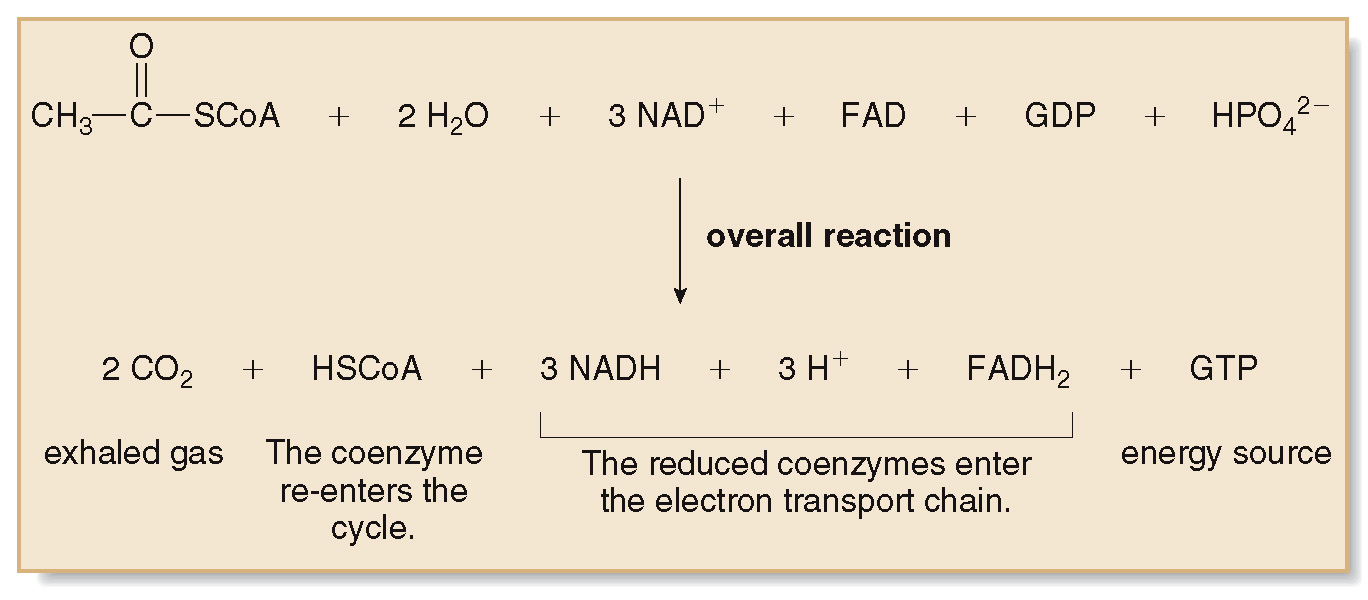 O
CH₃—C—SCoA + 2 H₂O + 3 NAD⁺ + FAD + GDP + HPO₄²⁻
overall reaction
2 CO₂ + HSCoA + 3 NADH + 3 H⁺ + FADH₂ + GTP
exhaled gas
The coenzyme
re-enters the
cycle.
The reduced coenzymes enter
the electron transport chain.
energy source